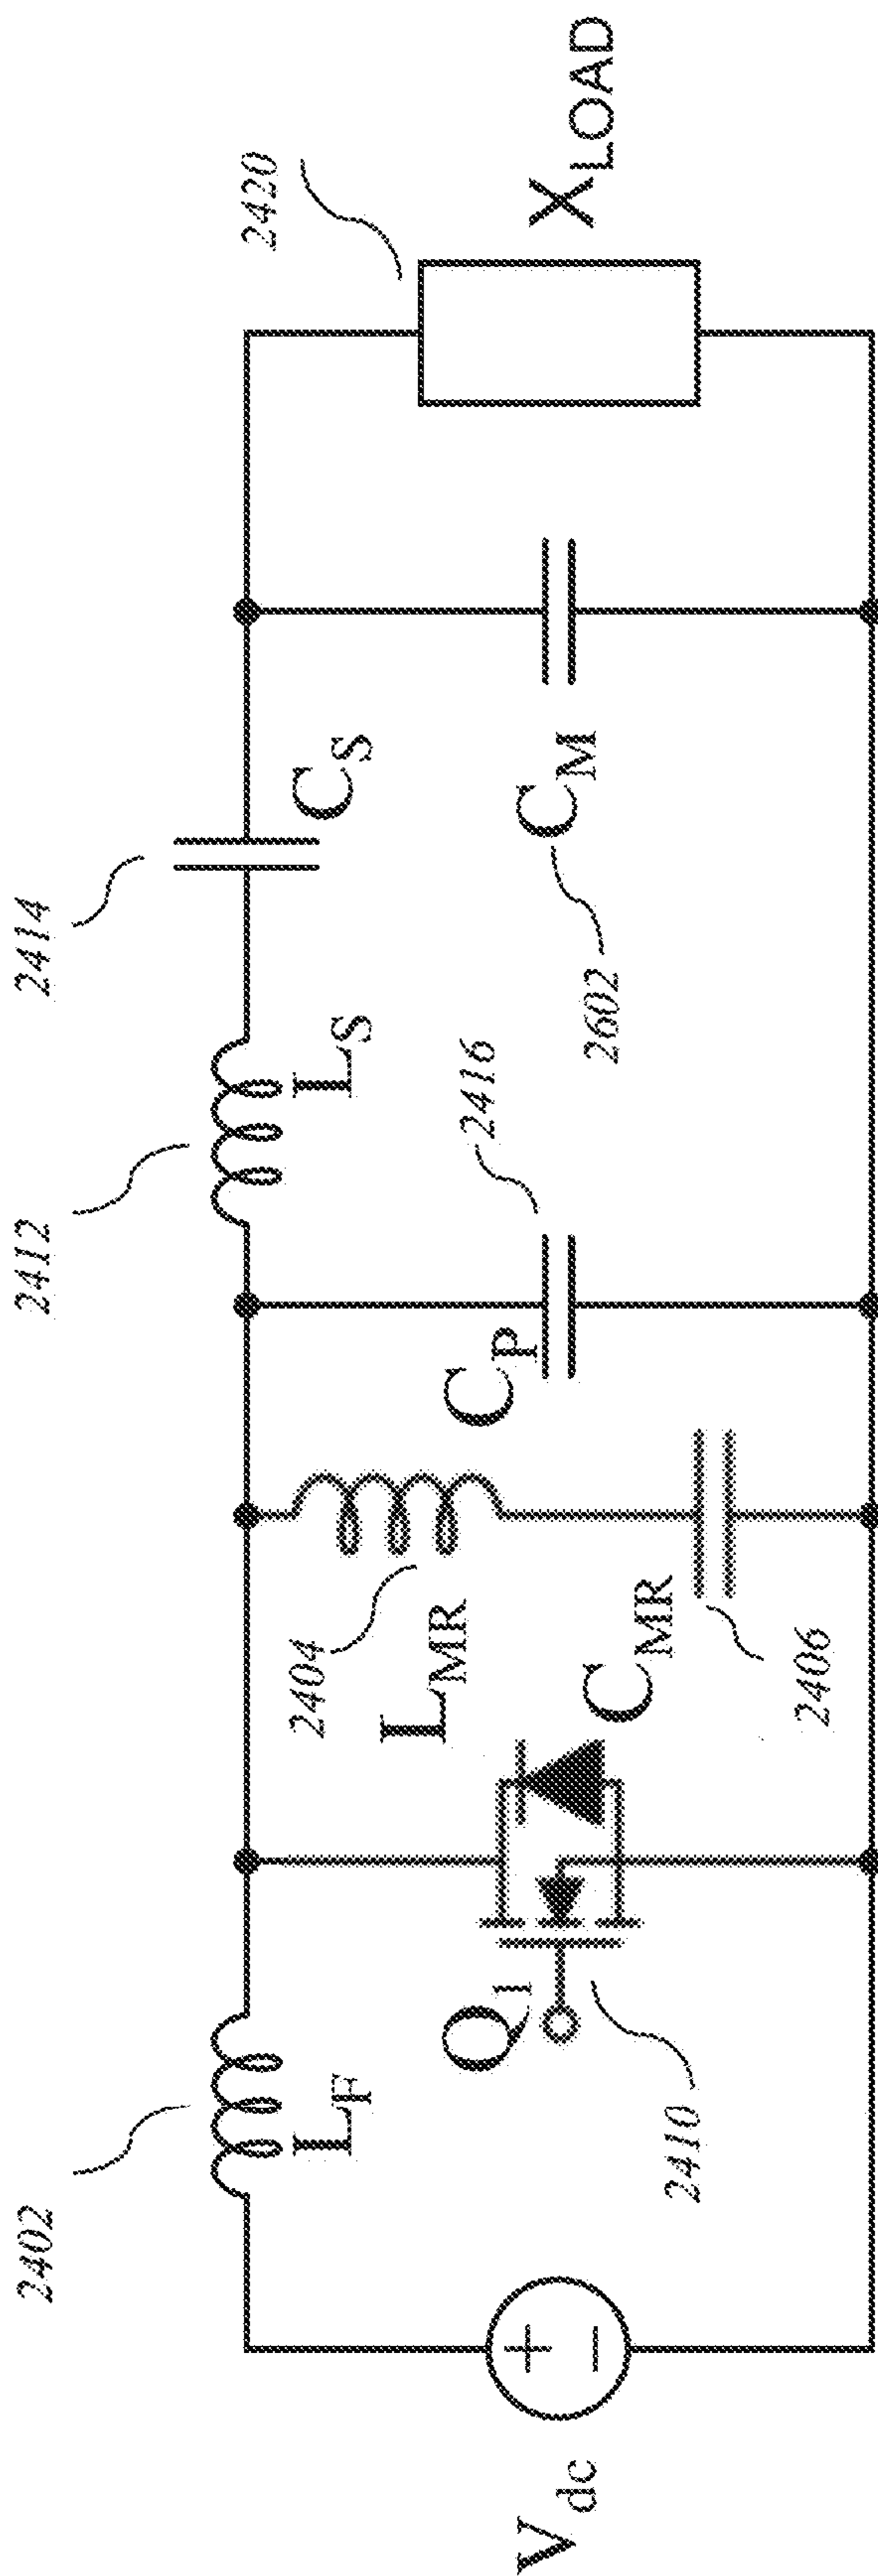 2402
2412
2414
2420
L_F
L_S
C_S
2404
L_MR
C_P
2416
X_LOAD
V_dc
+
−
Q_1
2410
C_MR
2406
C_M
2602